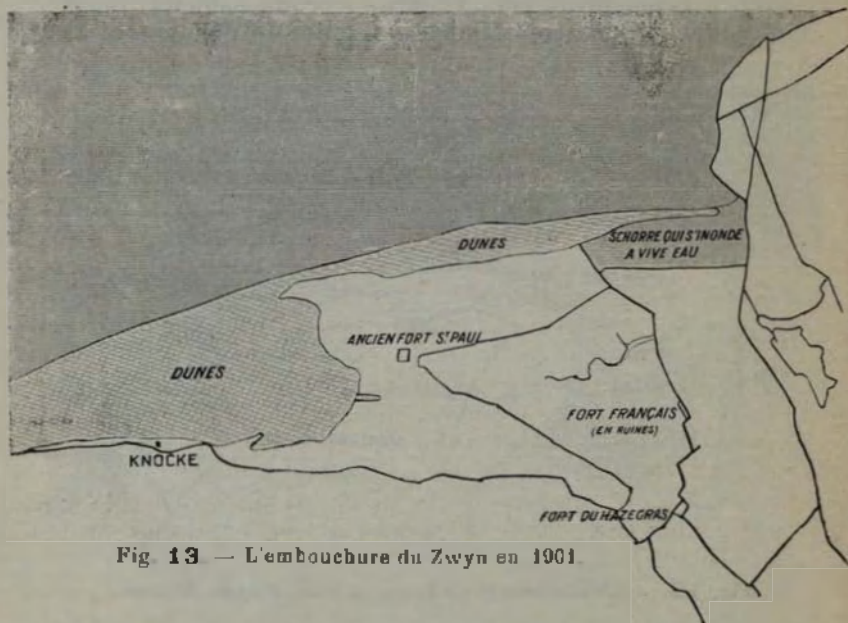 DUNES
SCHORRE QUI S'INONDE
A VIVE EAU
ANCIEN FORT ST PAUL
DUNES
FORT FRANÇAIS
(EN RUINES)
KNOCKE
FORT DU HAZEGRAS
Fig. 13 — L'embouchure du Zwyn en 1901.